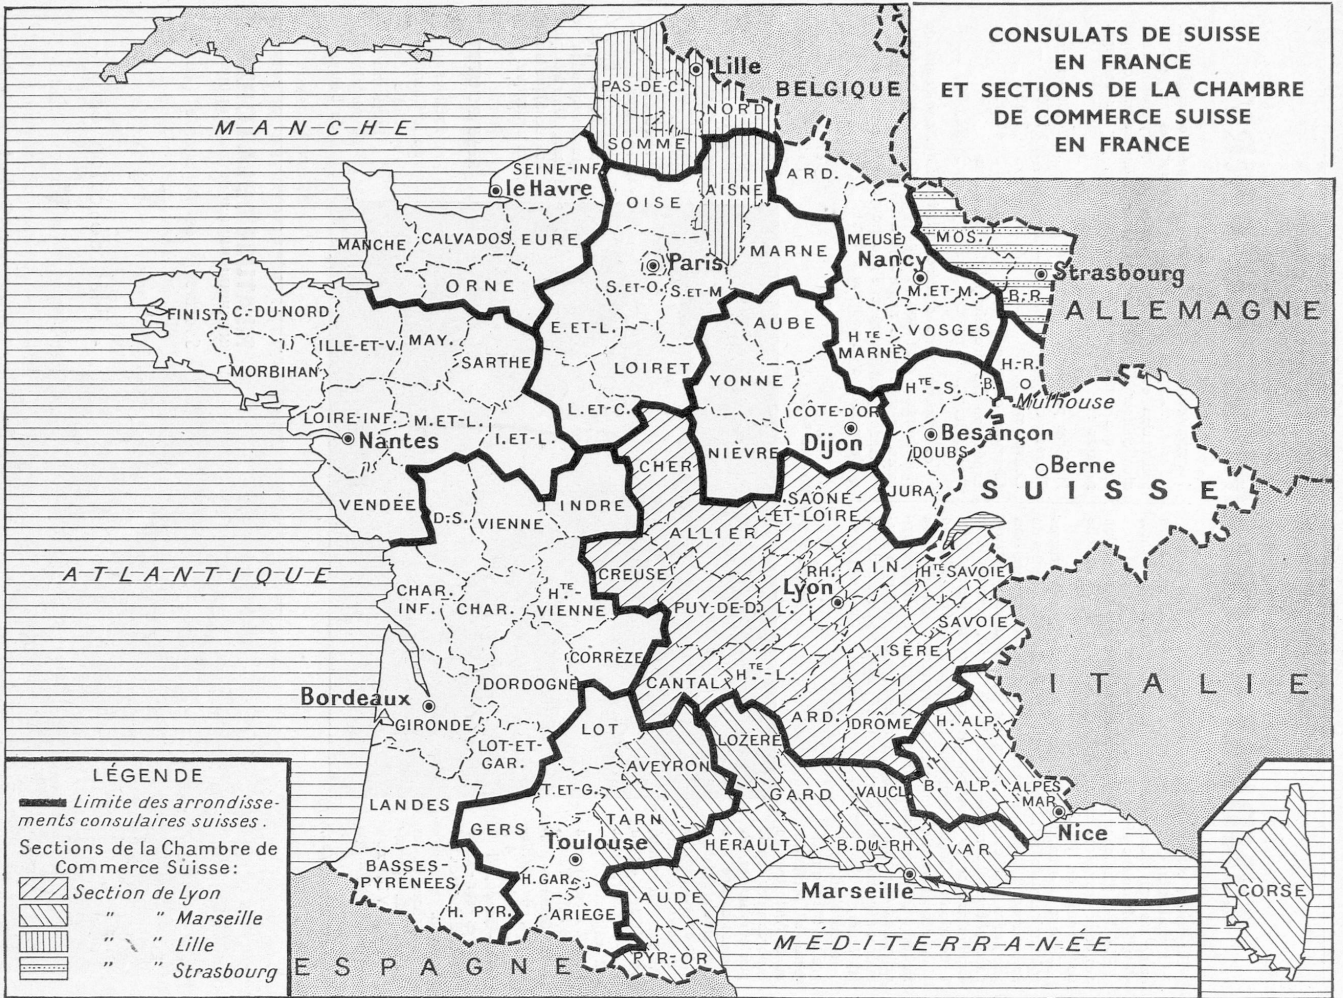 CONSULATS DE SUISSE
EN FRANCE
ET SECTIONS DE LA CHAMBRE
DE COMMERCE SUISSE
EN FRANCE
Lille
PAS-DE-C.
BELGIQUE
NORD
MANCHE
SOMME
SEINE-INF.
le Havre
ARD.
AISNE
OISE
MANCHE
CALVADOS
EURE
MARNE
MEUSE
MOS.
Nancy
Paris
Strasbourg
ORNE
S.ET-O.
S.ET-M
M.ET-M.
B.-R.
ALLEMAGNE
FINIST.
C.-DU-NORD
E.ET-L.
AUBE
VOSGES
ILLE-ET-V.
MAY.
HTE-
MARNE
SARTHE
MORBIHAN
LOIRET
YONNE
H.-R.
HTE-S.
B.
Mulhouse
LOIRE-INF.
M.ET-L.
L.ET-C.
CÔTE-D'OR
Nantes
I.ET-L.
Dijon
Besançon
NIÈVRE
DOUBS
CHER
Berne
SUISSE
VENDÉE
D.S.
VIENNE
INDRE
SAÔNE-
ET-LOIRE
JURA
ALLIER
ATLANTIQUE
CREUSE
RH.
AIN
HTE SAVOIE
Lyon
CHAR.
INF.
CHAR.
HTE-
VIENNE
PUY-DE-D.
L.
SAVOIE
CORRÈZE
ISÈRE
HTE-L.
CANTAL
DORDOGNE
ITALIE
Bordeaux
GIRONDE
LOT
ARD.
DRÔME
H. ALP.
LOZÈRE
LOT-ET-
GAR.
AVEYRON
T.ET-G.
GARD
VAUCL.
B. ALP.
ALPES
MAR.
LANDES
TARN
GERS
Nice
Toulouse
HÉRAULT
B.DU-RH.
VAR
BASSES-
PYRÉNÉES
H.GAR.
Marseille
AUDE
CORSE
H. PYR.
ARIÈGE
MÉDITERRANÉE
PYR-OR
ESPAGNE
LÉGENDE
Limite des arrondisse-
ments consulaires suisses.
Sections de la Chambre de
Commerce Suisse:
Section de Lyon
" " Marseille
" " Lille
" " Strasbourg